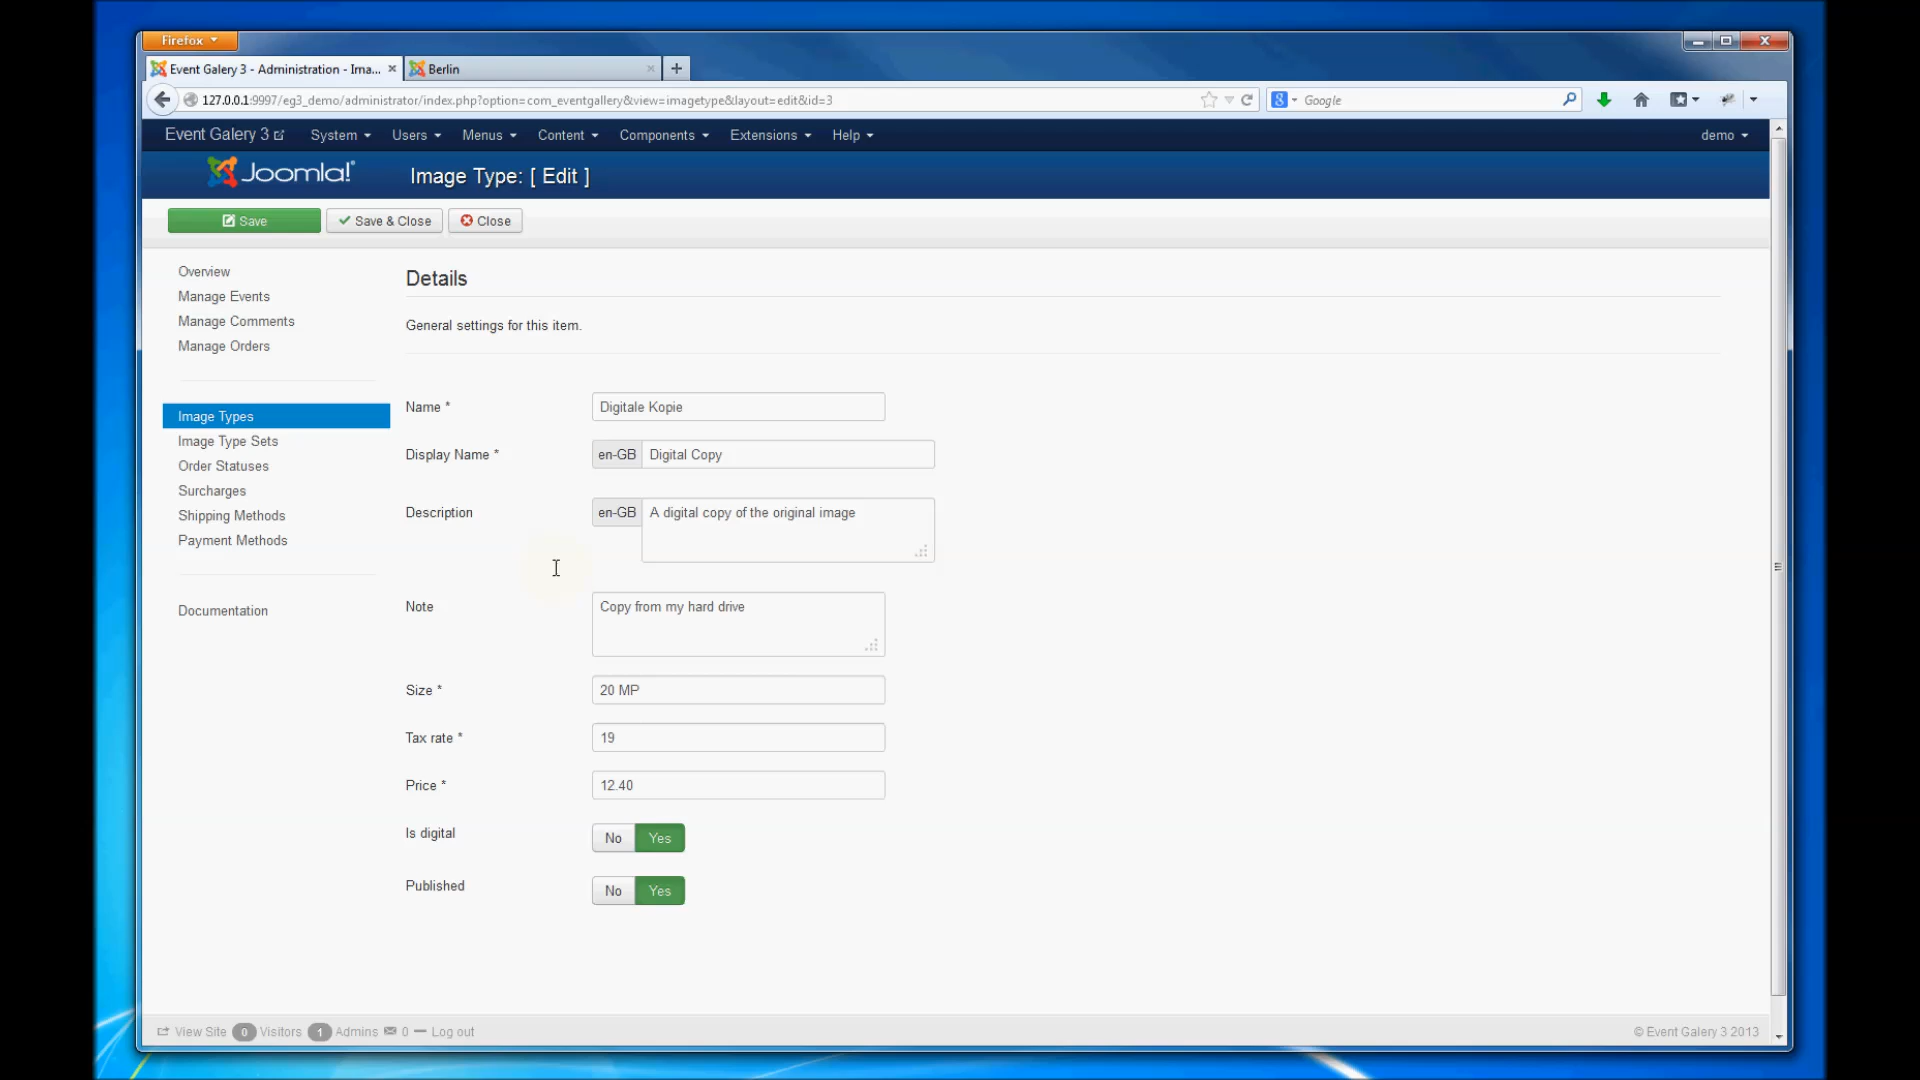 Firefox
Event Galery 3 - Administration - Ima...
Berlin
127.0.0.1:9997/eg3_demo/administrator/index.php?option=com_eventgallery&view=imagetype&layout=edit&id=3
Google
Event Galery 3 System Users Menus Content Components Extensions Help demo
Joomla!®
Image Type: [ Edit ]
Save
Save & Close
Close
Overview
Manage Events
Manage Comments
Manage Orders
Image Types
Image Type Sets
Order Statuses
Surcharges
Shipping Methods
Payment Methods
Documentation
Details
General settings for this item.
Name * Digitale Kopie
Display Name * en-GB Digital Copy
Description en-GB A digital copy of the original image
Note Copy from my hard drive
Size * 20 MP
Tax rate * 19
Price * 12.40
Is digital No Yes
Published No Yes
View Site 0 Visitors 1 Admins 0 Log out
© Event Galery 3 2013